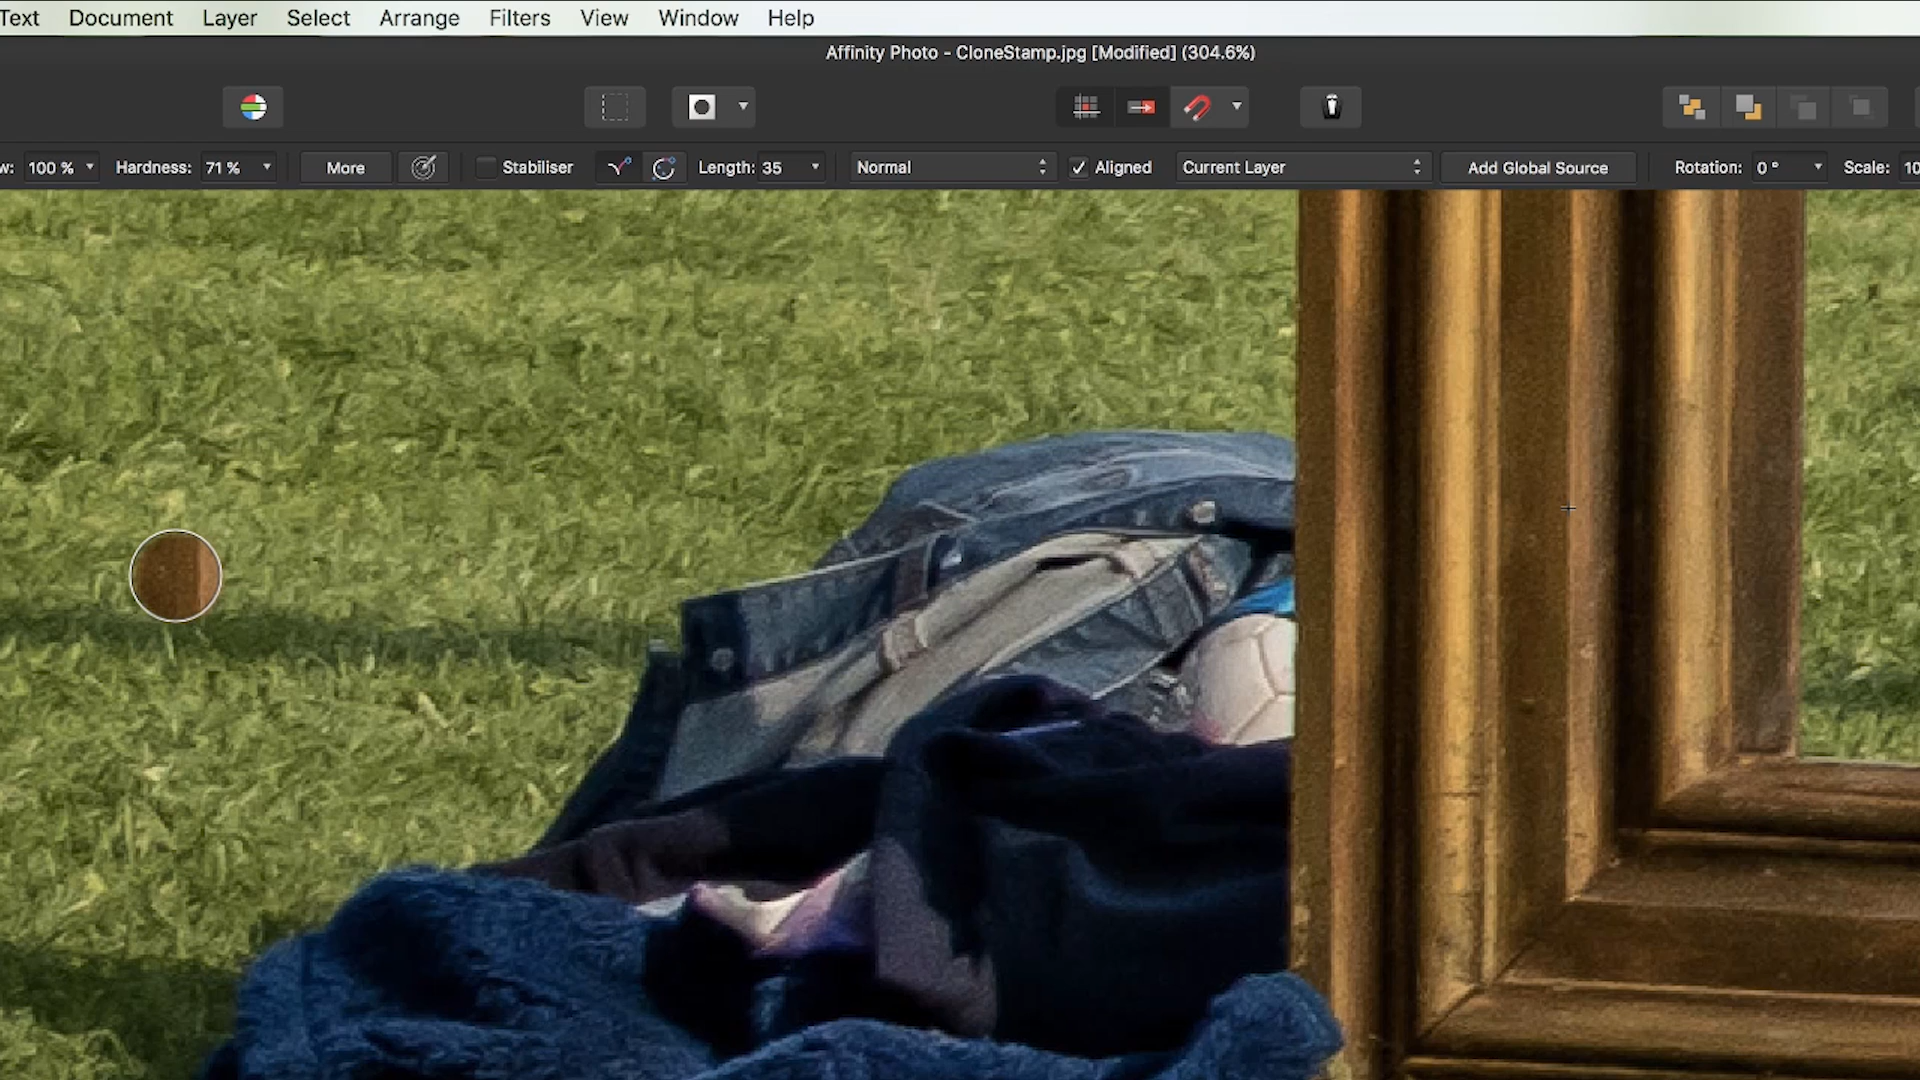 Text Document Layer Select Arrange Filters View Window Help
Affinity Photo - CloneStamp.jpg [Modified] (304.6%)
100 % Hardness: 71 % More Stabiliser Length: 35 Normal Aligned Current Layer Add Global Source Rotation: 0 ° Scale: